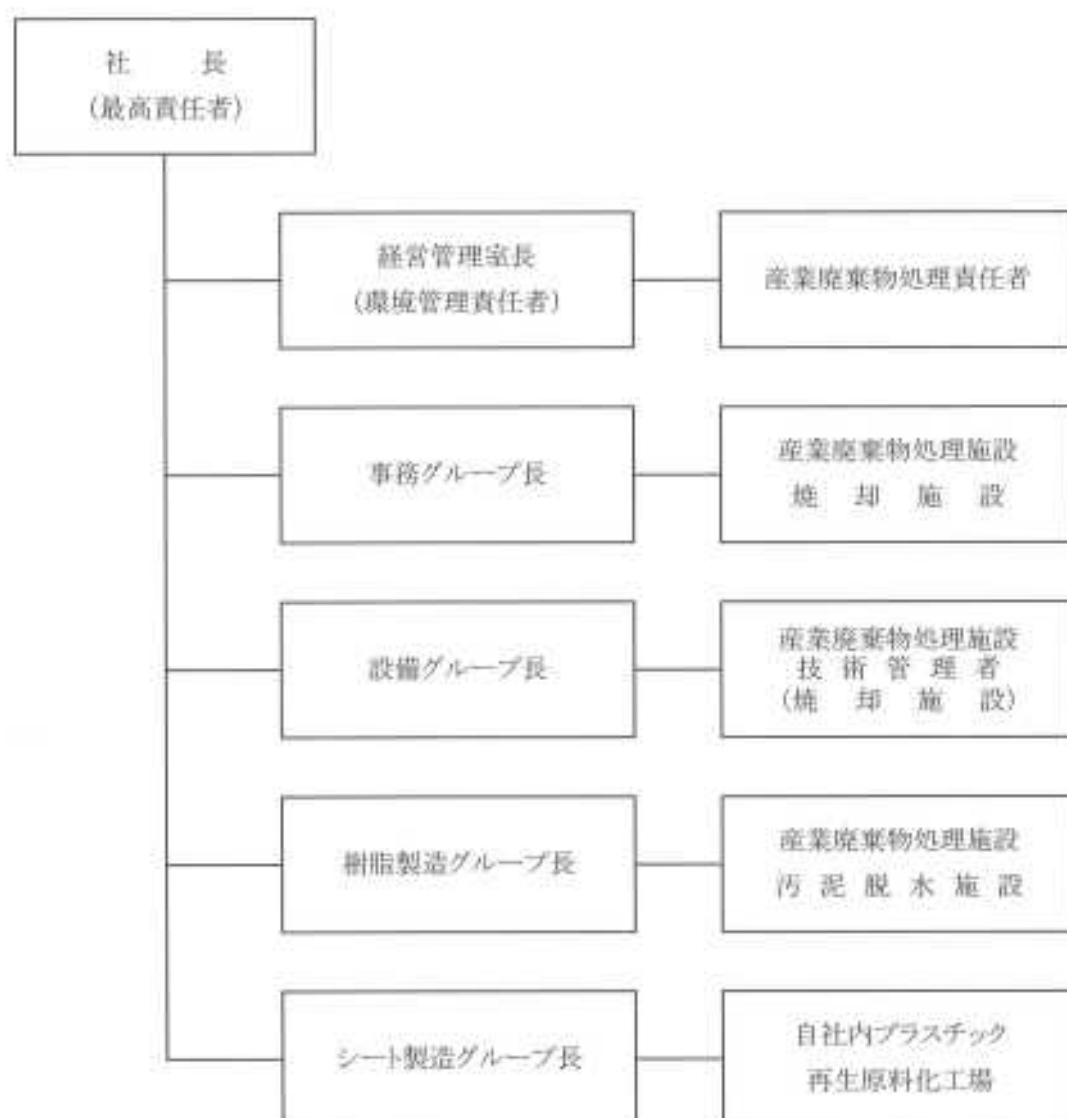 社 長
(最高責任者)
経営管理室長
(環境管理責任者)
産業廃棄物処理責任者
事務グループ長
産業廃棄物処理施設
焼 却 施 設
設備グループ長
産業廃棄物処理施設
技 術 管 理 者
(焼 却 施 設)
樹脂製造グループ長
産業廃棄物処理施設
汚 泥 脱 水 施 設
シート製造グループ長
自社内プラスチック
再生原料化工場